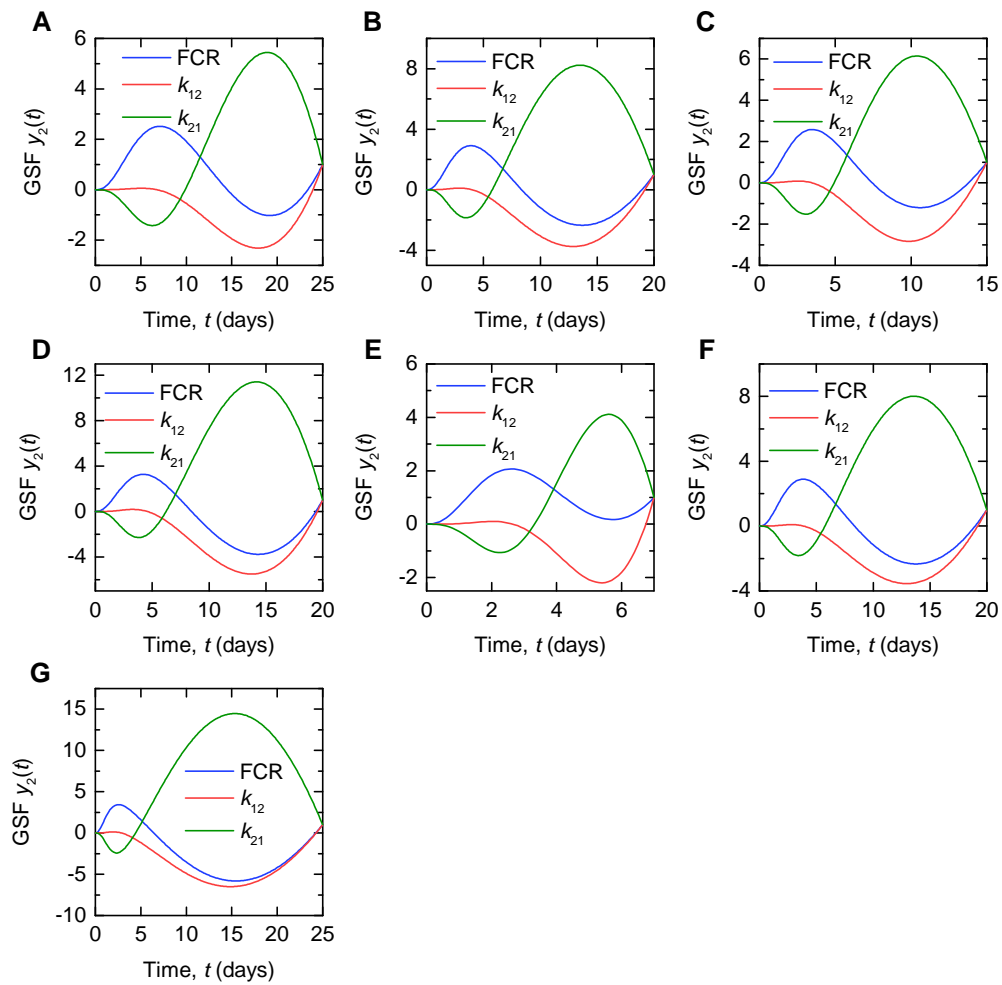 A
GSF y₂(t)
6
4
2
0
-2
FCR
k₁₂
k₂₁
0 5 10 15 20 25
Time, t (days)
B
GSF y₂(t)
8
4
0
-4
FCR
k₁₂
k₂₁
0 5 10 15 20
Time, t (days)
C
GSF y₂(t)
6
4
2
0
-2
-4
FCR
k₁₂
k₂₁
0 5 10 15
Time, t (days)
D
GSF y₂(t)
12
8
4
0
-4
FCR
k₁₂
k₂₁
0 5 10 15 20
Time, t (days)
E
GSF y₂(t)
6
4
2
0
-2
FCR
k₁₂
k₂₁
0 2 4 6
Time, t (days)
F
GSF y₂(t)
8
4
0
-4
FCR
k₁₂
k₂₁
0 5 10 15 20
Time, t (days)
G
GSF y₂(t)
15
10
5
0
-5
-10
FCR
k₁₂
k₂₁
0 5 10 15 20 25
Time, t (days)